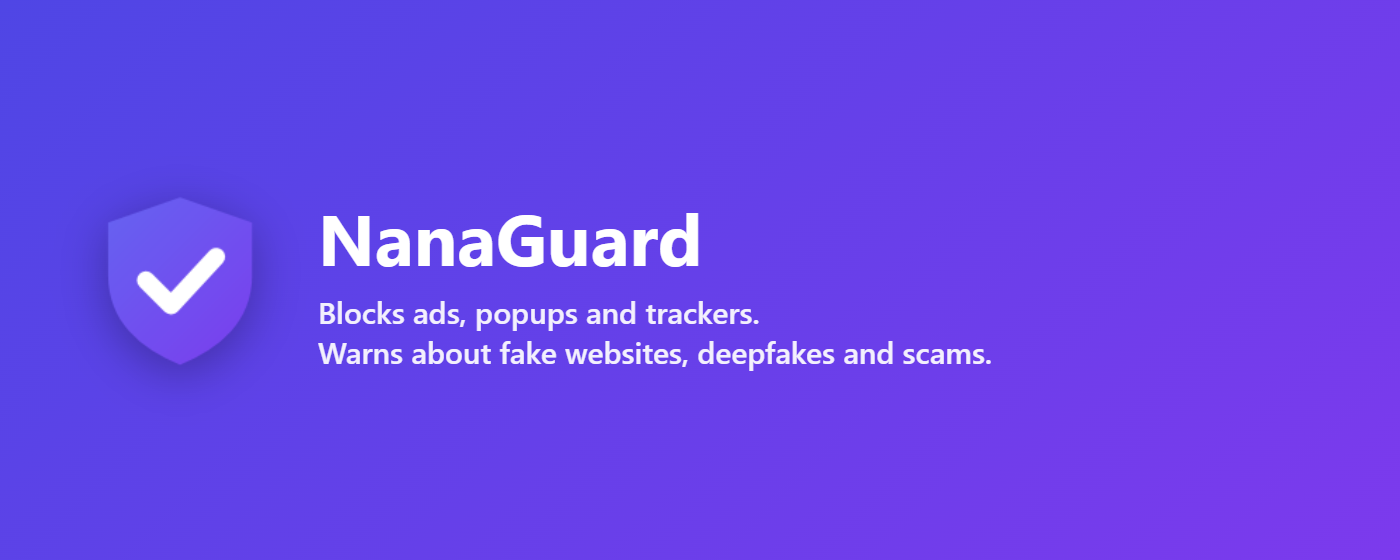 NanaGuard
Blocks ads, popups and trackers.
Warns about fake websites, deepfakes and scams.